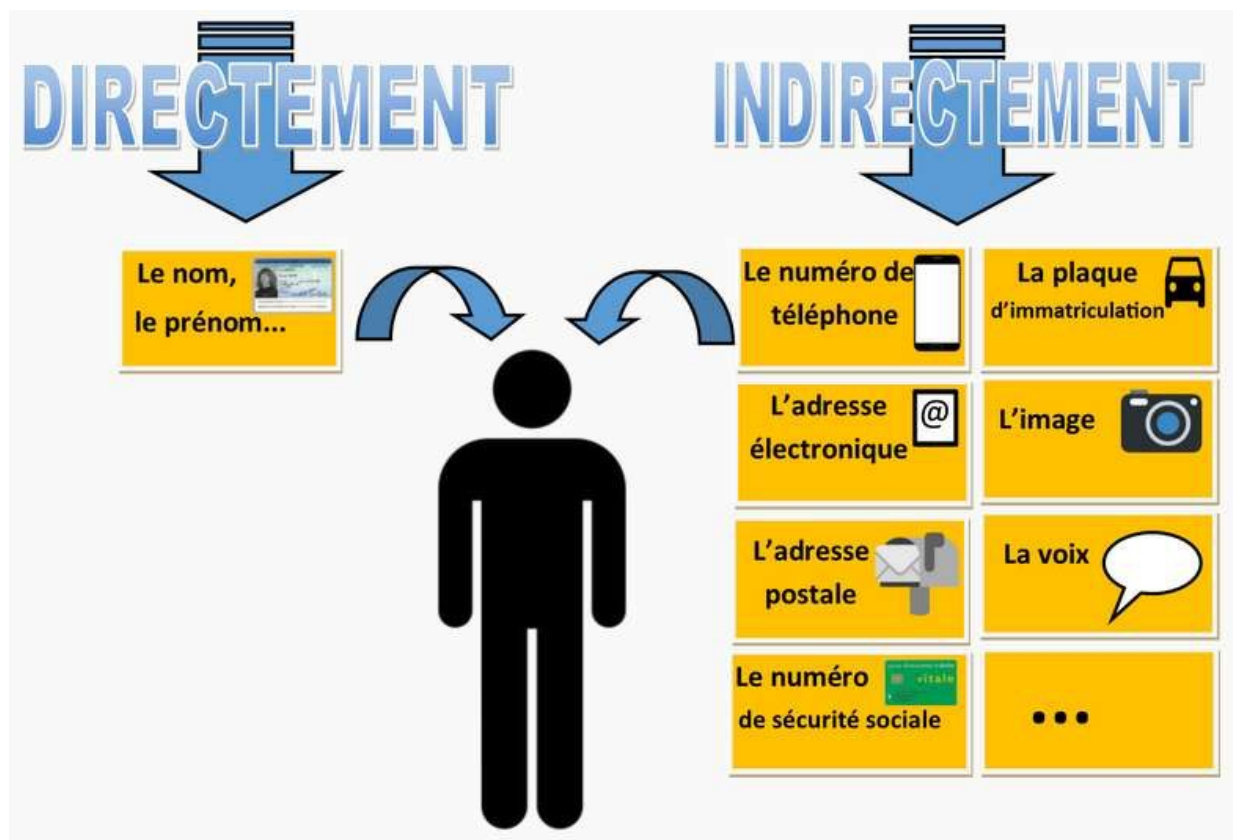 DIRECTEMENT
INDIRECTEMENT
Le nom,
le prénom...
Le numéro de
téléphone
La plaque
d'immatriculation
L'adresse
électronique
@
L'image
L'adresse
postale
La voix
Le numéro
de sécurité sociale
vitale
...